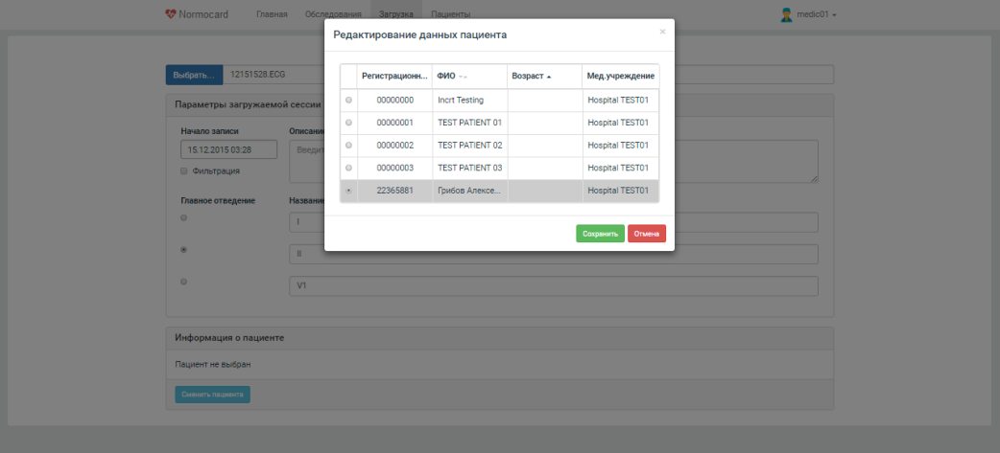 Normocard Главная Обследования Загрузка Пациенты medic01
Редактирование данных пациента ×
Выбрать... 12151528.ECG
Регистрационн... ФИО Возраст Мед.учреждение
00000000 Incrt Testing Hospital TEST01
00000001 TEST PATIENT 01 Hospital TEST01
00000002 TEST PATIENT 02 Hospital TEST01
00000003 TEST PATIENT 03 Hospital TEST01
22365881 Грибов Алексе... Hospital TEST01
Сохранить Отмена
Параметры загружаемой сессии
Начало записи Описание
15.12.2015 03:28
Фильтрация
Главное отведение
I
II
V1
Информация о пациенте
Пациент не выбран
Сменить пациента